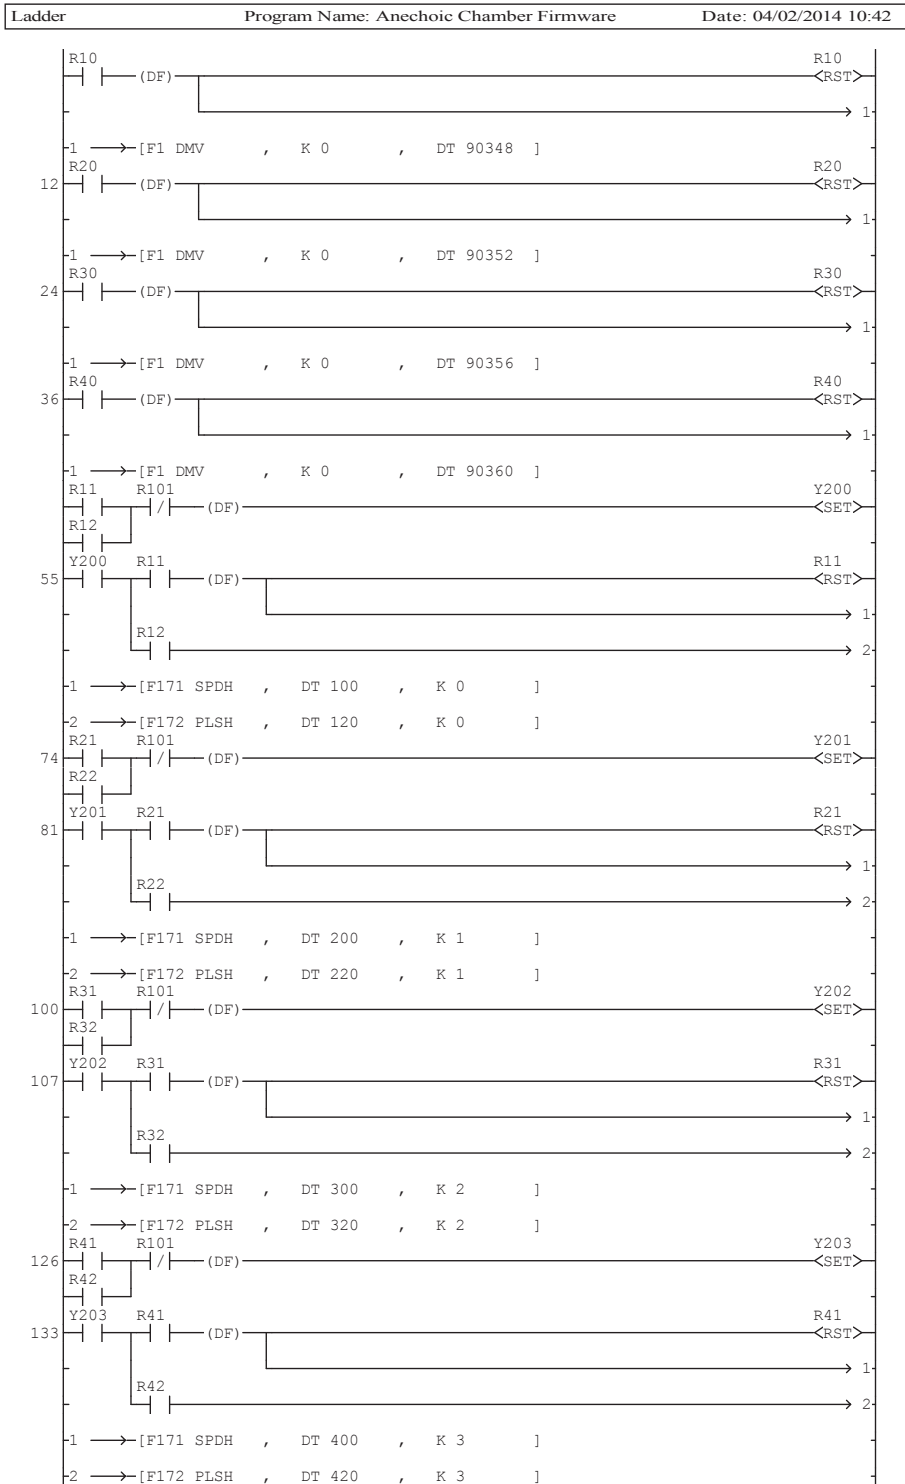 Ladder Program Name: Anechoic Chamber Firmware Date: 04/02/2014 10:42
R10 R10
(DF) <RST>
1
1 [F1 DMV , K 0 , DT 90348 ]
R20 R20
12 (DF) <RST>
1
1 [F1 DMV , K 0 , DT 90352 ]
R30 R30
24 (DF) <RST>
1
1 [F1 DMV , K 0 , DT 90356 ]
R40 R40
36 (DF) <RST>
1
1 [F1 DMV , K 0 , DT 90360 ]
R11 R101 Y200
/ (DF) <SET>
R12
Y200 R11 R11
55 (DF) <RST>
1
R12
2
1 [F171 SPDH , DT 100 , K 0 ]
2 [F172 PLSH , DT 120 , K 0 ]
R21 R101 Y201
74 / (DF) <SET>
R22
Y201 R21 R21
81 (DF) <RST>
1
R22
2
1 [F171 SPDH , DT 200 , K 1 ]
2 [F172 PLSH , DT 220 , K 1 ]
R31 R101 Y202
100 / (DF) <SET>
R32
Y202 R31 R31
107 (DF) <RST>
1
R32
2
1 [F171 SPDH , DT 300 , K 2 ]
2 [F172 PLSH , DT 320 , K 2 ]
R41 R101 Y203
126 / (DF) <SET>
R42
Y203 R41 R41
133 (DF) <RST>
1
R42
2
1 [F171 SPDH , DT 400 , K 3 ]
2 [F172 PLSH , DT 420 , K 3 ]